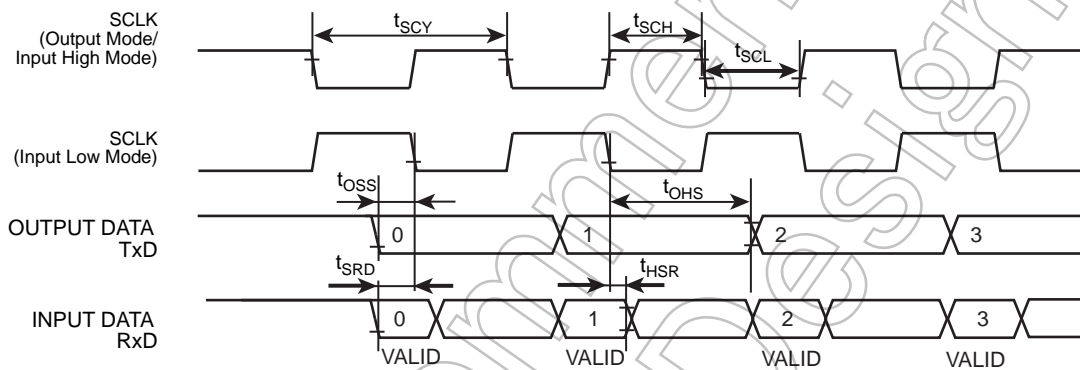 SCLK
(Output Mode/
Input High Mode)
tSCY
tSCH
tSCL
SCLK
(Input Low Mode)
tOSS
tOHS
OUTPUT DATA
TxD
0
1
2
3
tSRD
tHSR
INPUT DATA
RxD
0
1
2
3
VALID
VALID
VALID
VALID